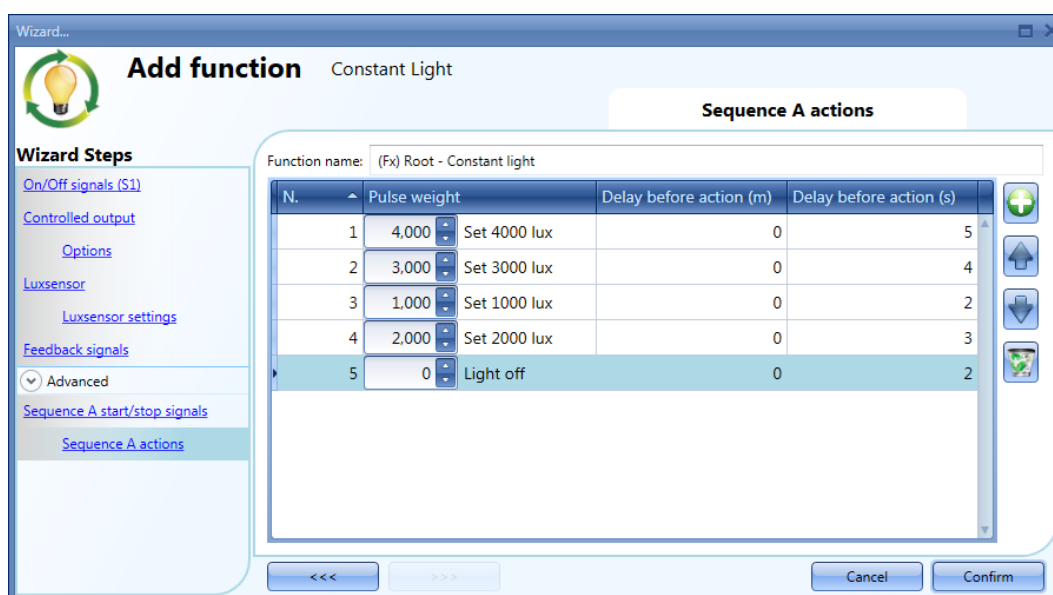 Wizard...
Add function Constant Light
Sequence A actions
Wizard Steps
On/Off signals (S1)
Controlled output
Options
Luxsensor
Luxsensor settings
Feedback signals
Advanced
Sequence A start/stop signals
Sequence A actions
Function name: (Fx) Root - Constant light
N. Pulse weight Delay before action (m) Delay before action (s)
1 4,000 Set 4000 lux 0 5
2 3,000 Set 3000 lux 0 4
3 1,000 Set 1000 lux 0 2
4 2,000 Set 2000 lux 0 3
5 0 Light off 0 2
<<< >>> Cancel Confirm